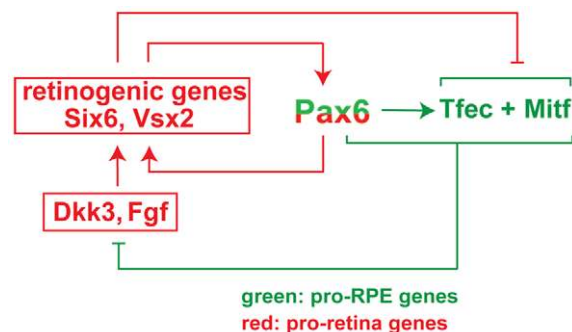 retinogenic genes
Six6, Vsx2
Pax6
Tfec + Mitf
Dkk3, Fgf
green: pro-RPE genes
red: pro-retina genes